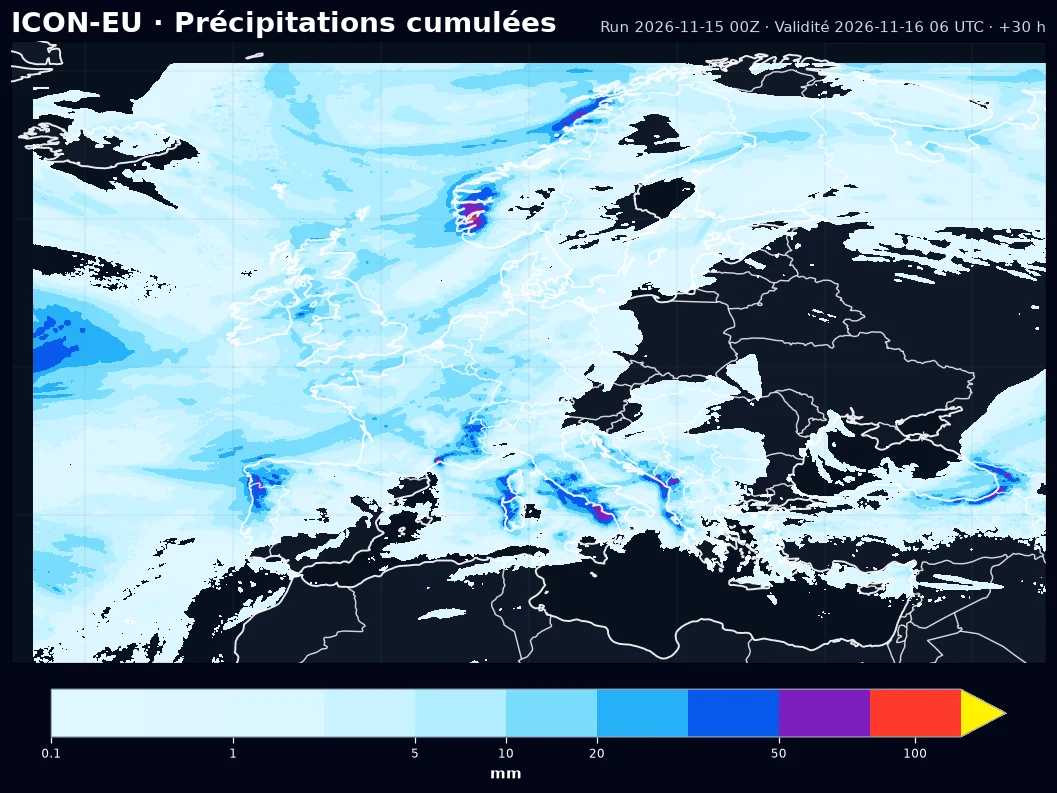 ICON-EU · Précipitations cumulées
Run 2026-11-15 00Z · Validité 2026-11-16 06 UTC · +30 h
0.1 1 5 10 20 50 100
mm